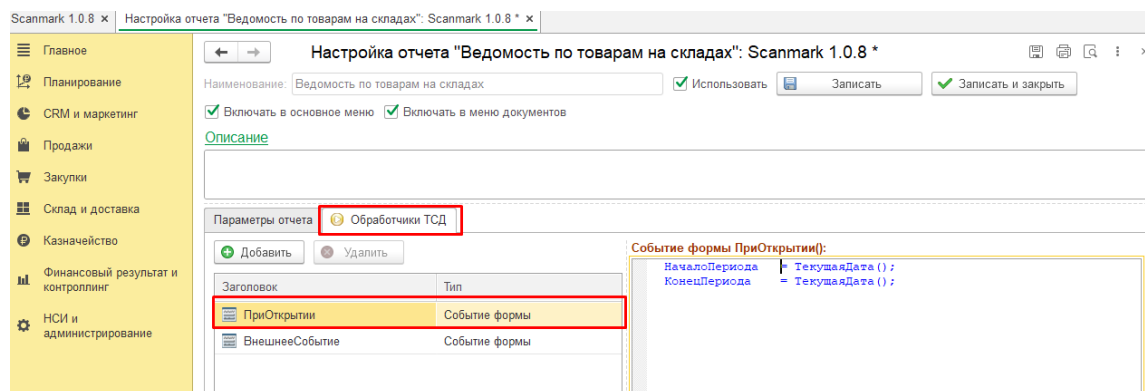 Scanmark 1.0.8 × Настройка отчета "Ведомость по товарам на складах": Scanmark 1.0.8 * ×
Главное
Планирование
CRM и маркетинг
Продажи
Закупки
Склад и доставка
Казначейство
Финансовый результат и
контроллинг
НСИ и
администрирование
Настройка отчета "Ведомость по товарам на складах": Scanmark 1.0.8 *
Наименование: Ведомость по товарам на складах Использовать Записать Записать и закрыть
Включать в основное меню Включать в меню документов
Описание
Параметры отчета Обработчики ТСД
Добавить Удалить
Заголовок Тип
ПриОткрытии Событие формы
ВнешнееСобытие Событие формы
Событие формы ПриОткрытии():
НачалоПериода = ТекущаяДата();
КонецПериода = ТекущаяДата();